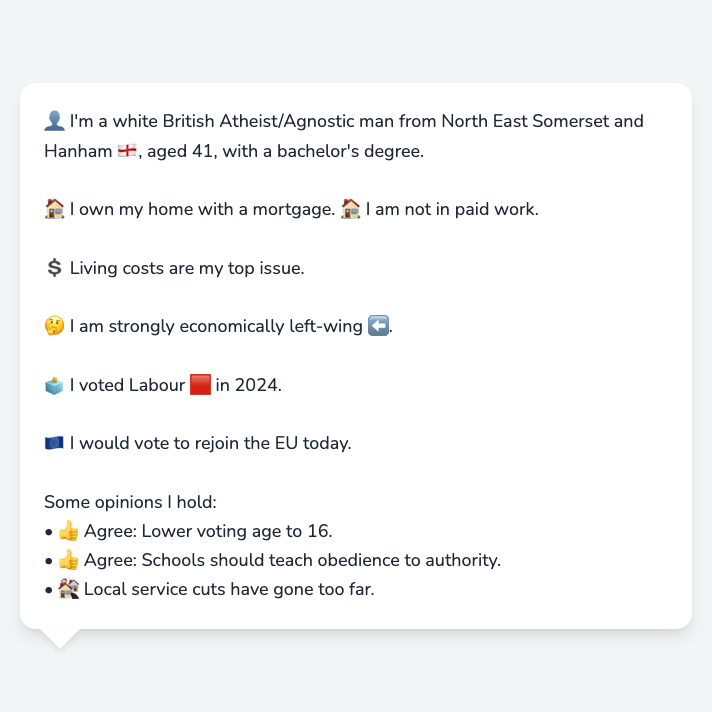 👤 I'm a white British Atheist/Agnostic man from North East Somerset and
Hanham 🏴󠁧󠁢󠁥󠁮󠁧󠁿, aged 41, with a bachelor's degree.
🏠 I own my home with a mortgage. 🏠 I am not in paid work.
💲 Living costs are my top issue.
🤔 I am strongly economically left-wing ⬅️.
🗳️ I voted Labour 🟥 in 2024.
🇪🇺 I would vote to rejoin the EU today.
Some opinions I hold:
• 👍 Agree: Lower voting age to 16.
• 👍 Agree: Schools should teach obedience to authority.
• 🏚️ Local service cuts have gone too far.